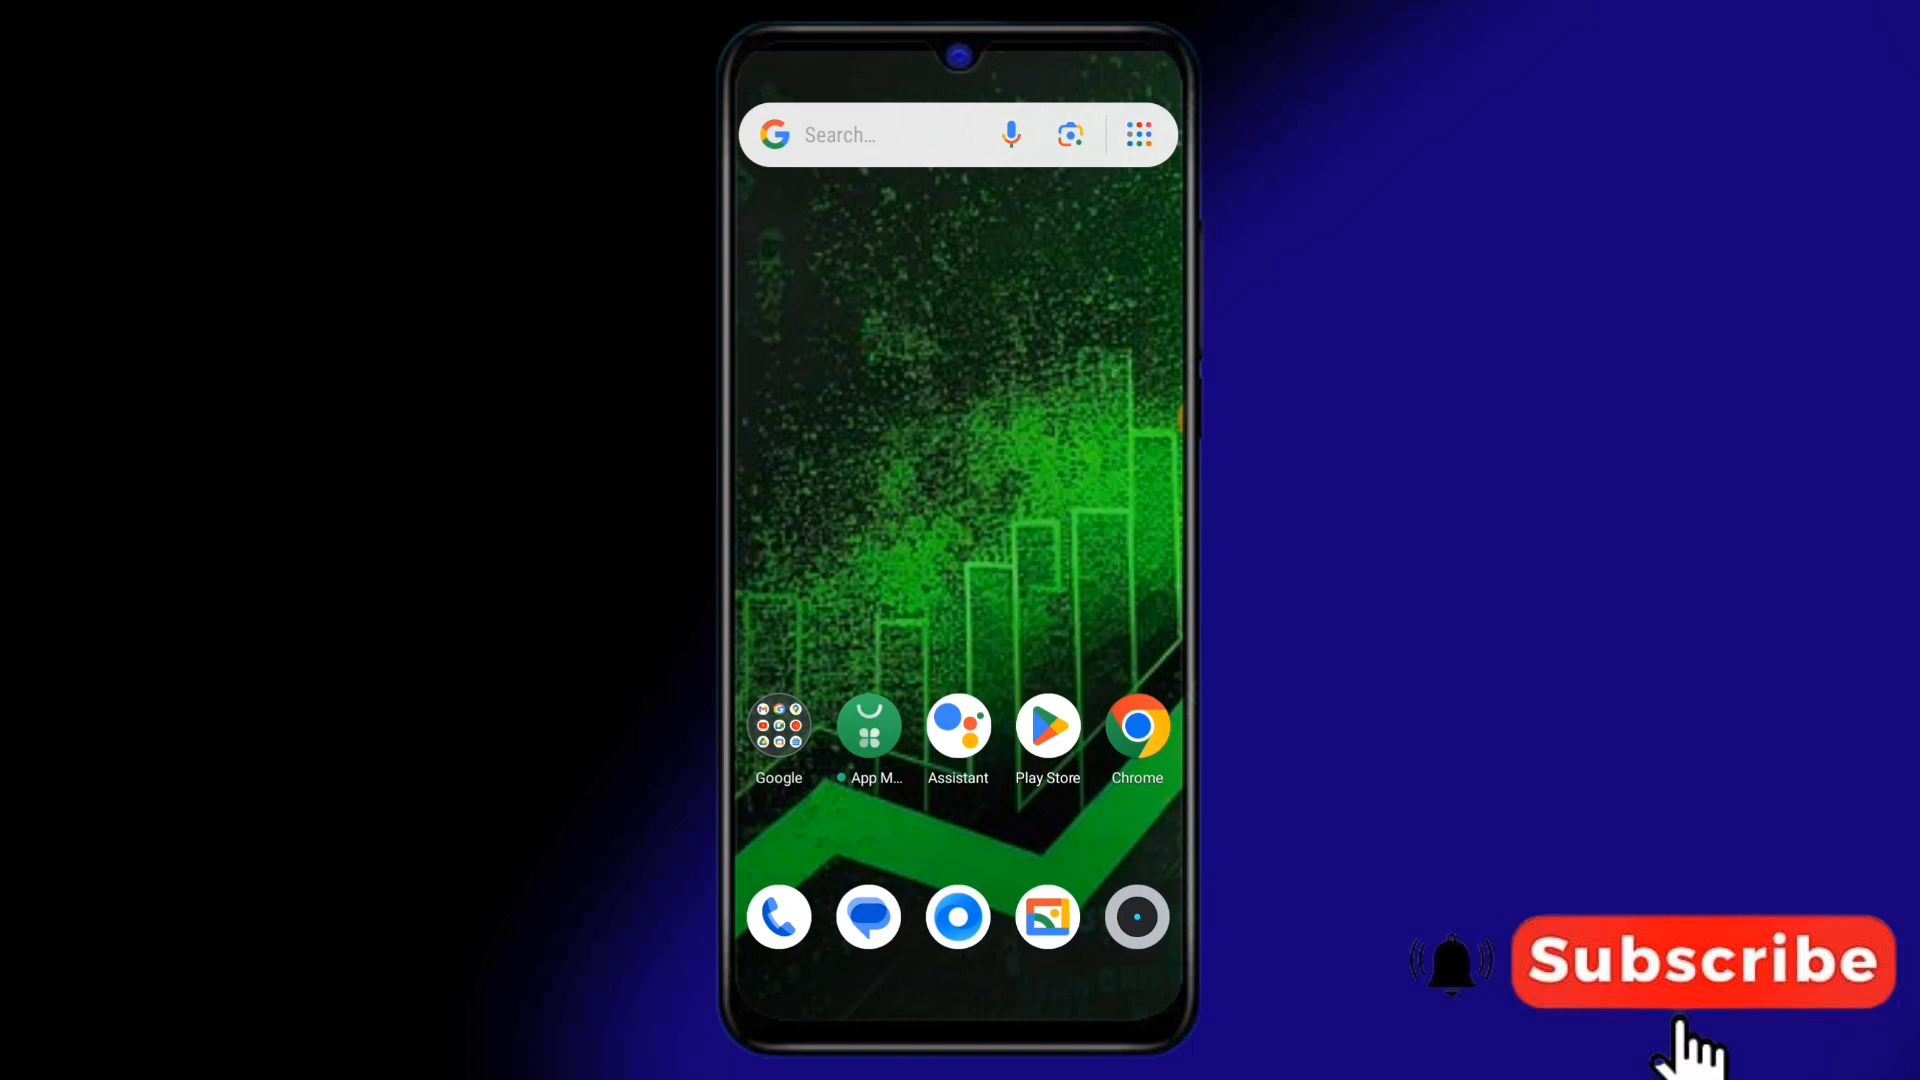 Search...
Google
App M...
Assistant
Play Store
Chrome
Subscribe